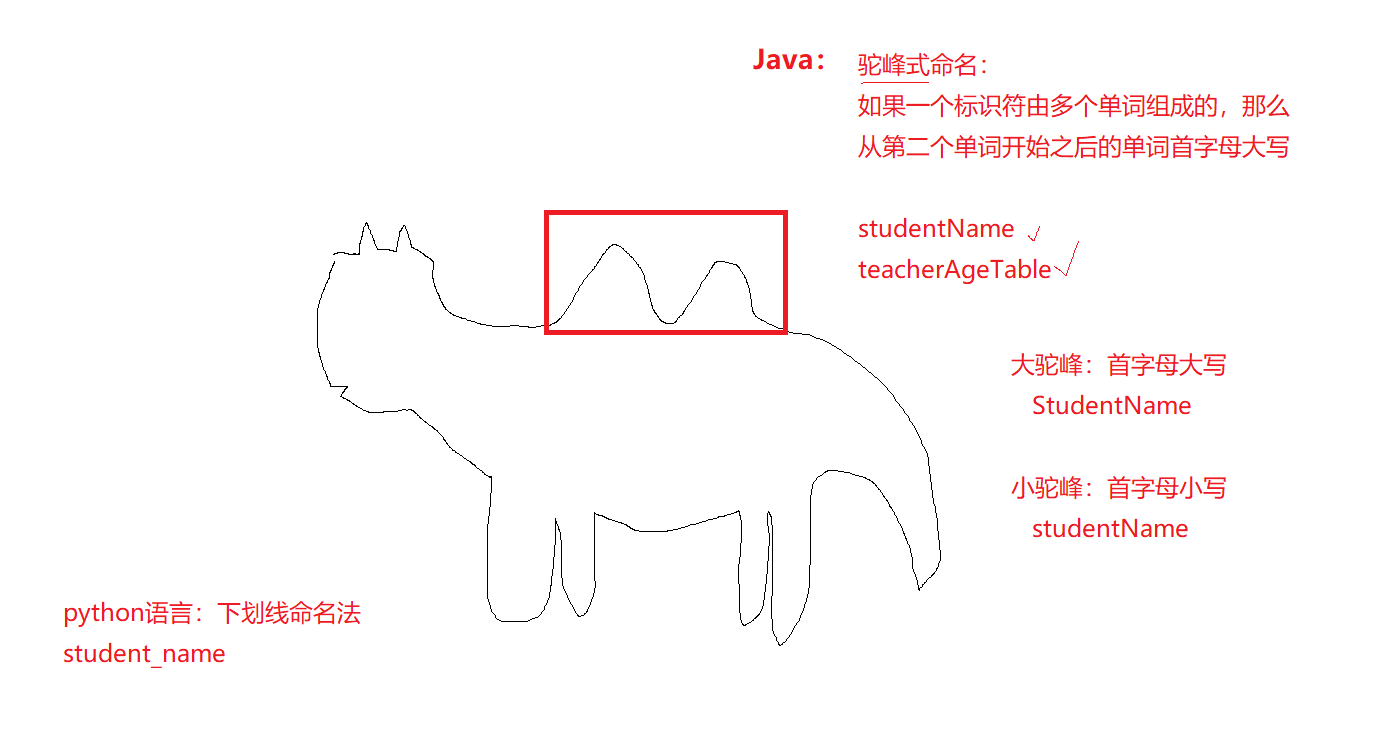 Java： 驼峰式命名：
如果一个标识符由多个单词组成的，那么
从第二个单词开始之后的单词首字母大写
studentName
teacherAgeTable
大驼峰：首字母大写
StudentName
小驼峰：首字母小写
studentName
python语言：下划线命名法
student_name